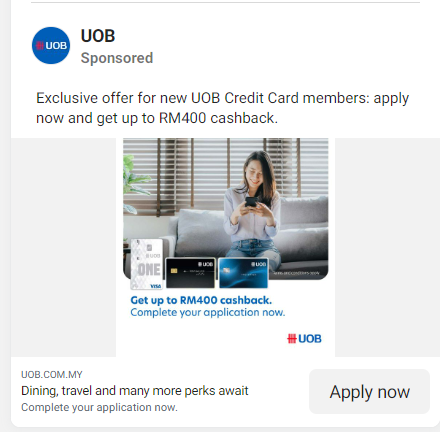 UOB
UOB
Sponsored
Exclusive offer for new UOB Credit Card members: apply
now and get up to RM400 cashback.
ONE
VISA
UOB
UOB
Get up to RM400 cashback.
Complete your application now.
UOB
UOB.COM.MY
Dining, travel and many more perks await
Complete your application now.
Apply now